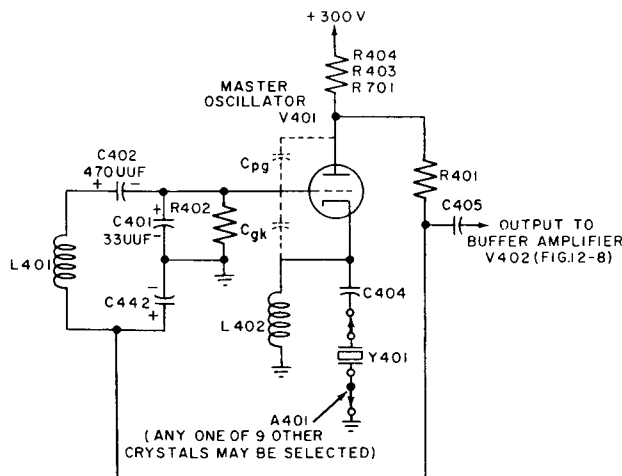 +300V
R404
R403
R701
MASTER
OSCILLATOR
V401
C402
470UUF
+ -
Cpg
R401
+
C401
33UUF
-
R402
C405
OUTPUT TO
BUFFER AMPLIFIER
V402 (FIG.12-8)
Cgk
L401
-
C442
+
L402
C404
Y401
A401
(ANY ONE OF 9 OTHER
CRYSTALS MAY BE SELECTED)